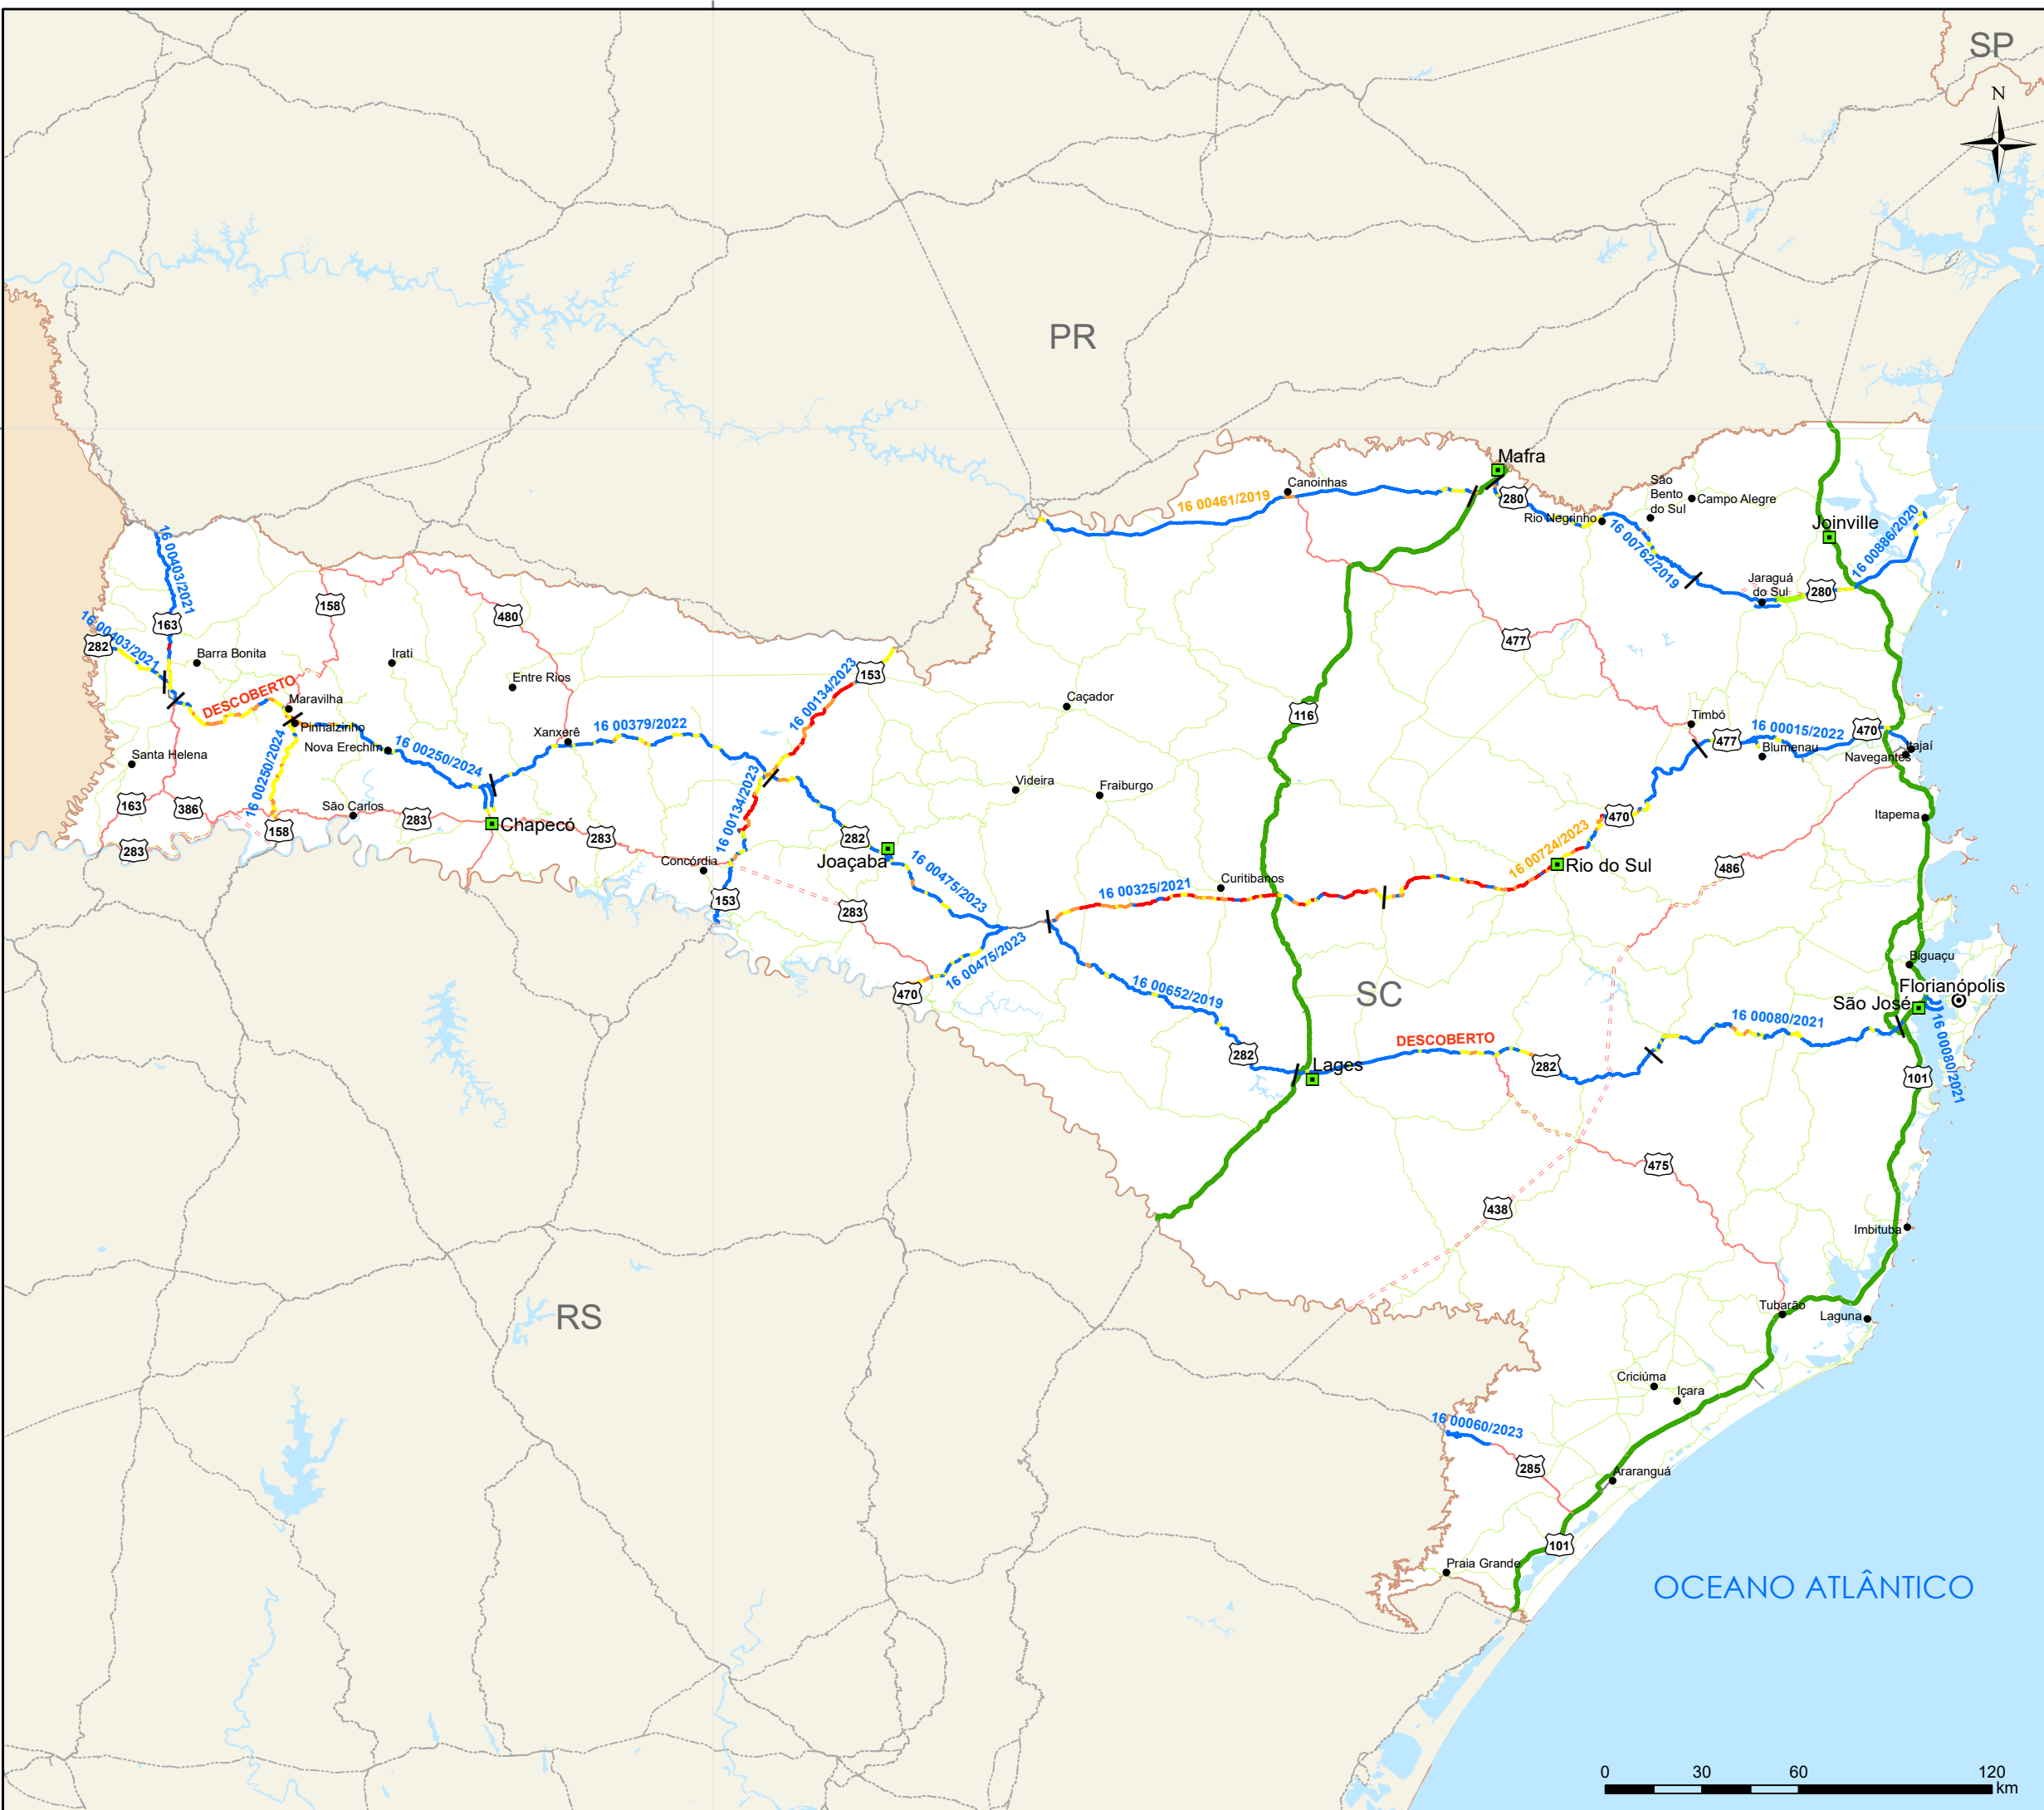 SP
N
PR
Mafra
Canoinhas
16 00461/2019
280
Rio Negrinho
São
Bento
do Sul
Campo Alegre
16 00762/2019
Joinville
16 00886/2020
Jaraguá
do Sul
280
16 00403/2021
163
158
480
477
16 00403/2021
282
Barra Bonita
Irati
Entre Rios
16 00134/2023
153
Caçador
116
DESCOBERTO
Maravilha
Pinhalzinho
Nova Erechim
16 00250/2024
Xanxerê
16 00379/2022
Timbó
477
16 00015/2022
470
Blumenau
Itajaí
Navegantes
Santa Helena
16 00250/2024
16 00134/2023
Videira
Fraiburgo
163
386
São Carlos
283
158
Chapecó
283
283
282
Joaçaba
Concórdia
16 00475/2023
470
Itapema
16 00724/2023
Rio do Sul
486
153
283
16 00325/2021
Curitibanos
16 00475/2023
470
16 00652/2019
SC
Biguaçu
Florianópolis
São José
16 00080/2021
16 00080/2021
282
Lages
DESCOBERTO
282
101
475
438
Imbituba
RS
Tubarão
Laguna
Criciúma
Içara
16 00060/2023
285
Araranguá
101
Praia Grande
OCEANO ATLÂNTICO
0 30 60 120
km